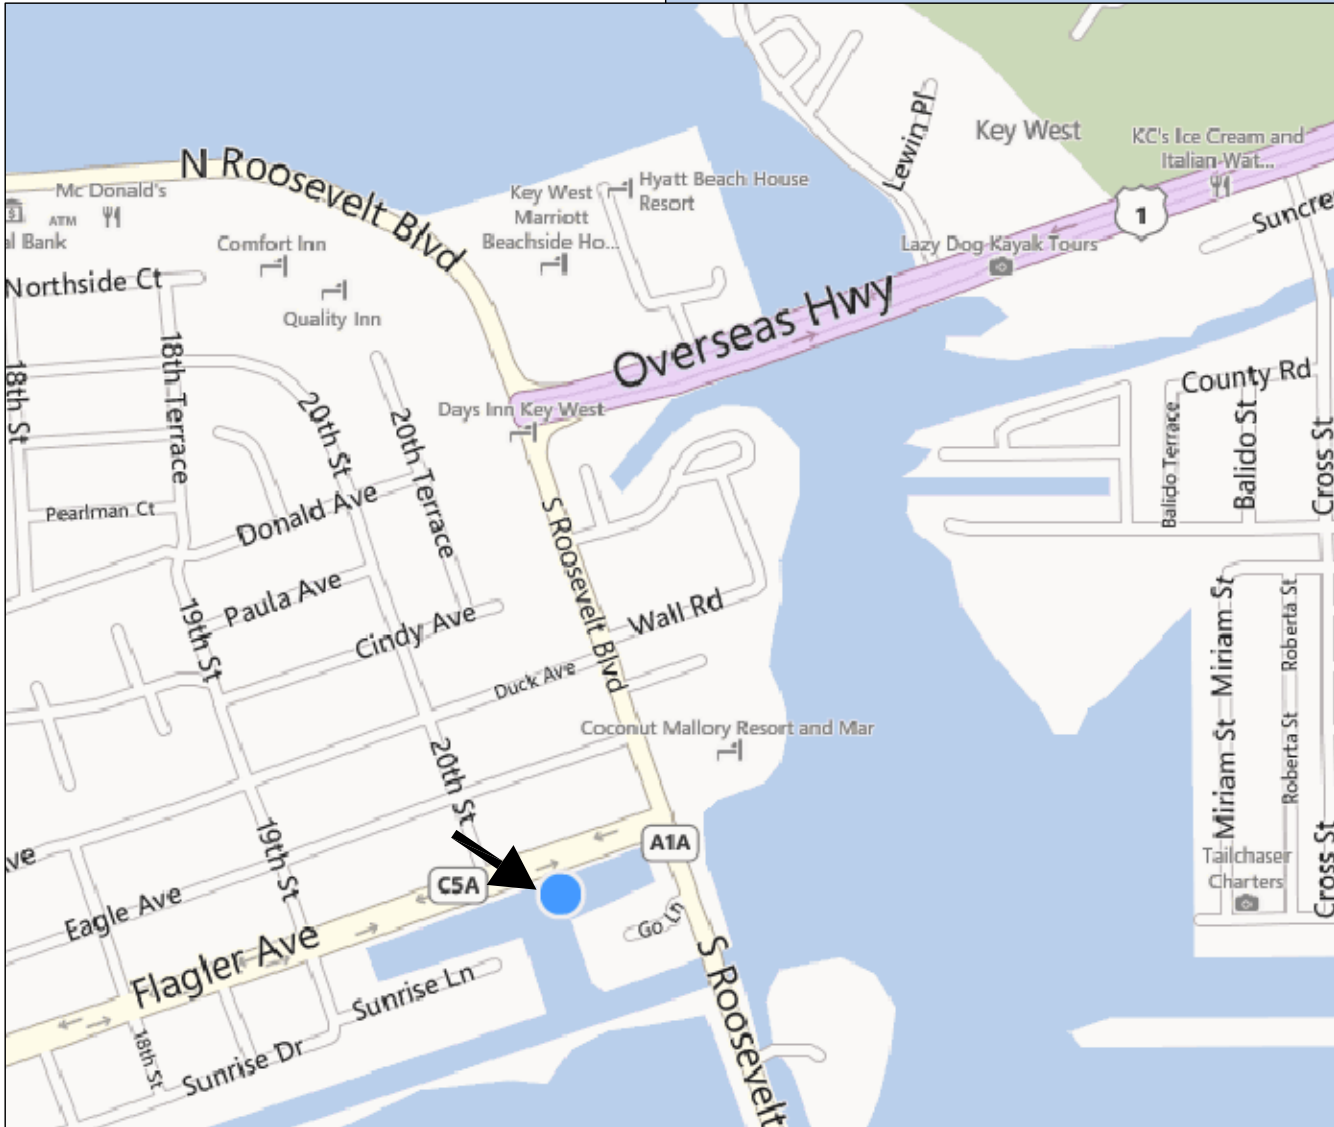 N Roosevelt Blvd
Mc Donald's
ATM
al Bank
Comfort Inn
Quality Inn
Key West
Marriott
Beachside Ho...
Hyatt Beach House
Resort
Lewin Pl
Key West
KC's Ice Cream and
Italian Wat...
1
Suncre
Lazy Dog Kayak Tours
Overseas Hwy
Northside Ct
18th St
18th Terrace
20th St
20th Terrace
Days Inn Key West
County Rd
Balido Terrace
Balido St
Cross St
Pearlman Ct
Donald Ave
S Roosevelt Blvd
Paula Ave
19th St
Cindy Ave
Wall Rd
Duck Ave
Miriam St
Roberta St
Coconut Mallory Resort and Mar
20th St
Miriam St
Roberta St
19th St
A1A
ve
C5A
Tailchaser
Charters
Cross St
Eagle Ave
Go Ln
Flagler Ave
S Roosevelt
Sunrise Ln
18th St
Sunrise Dr